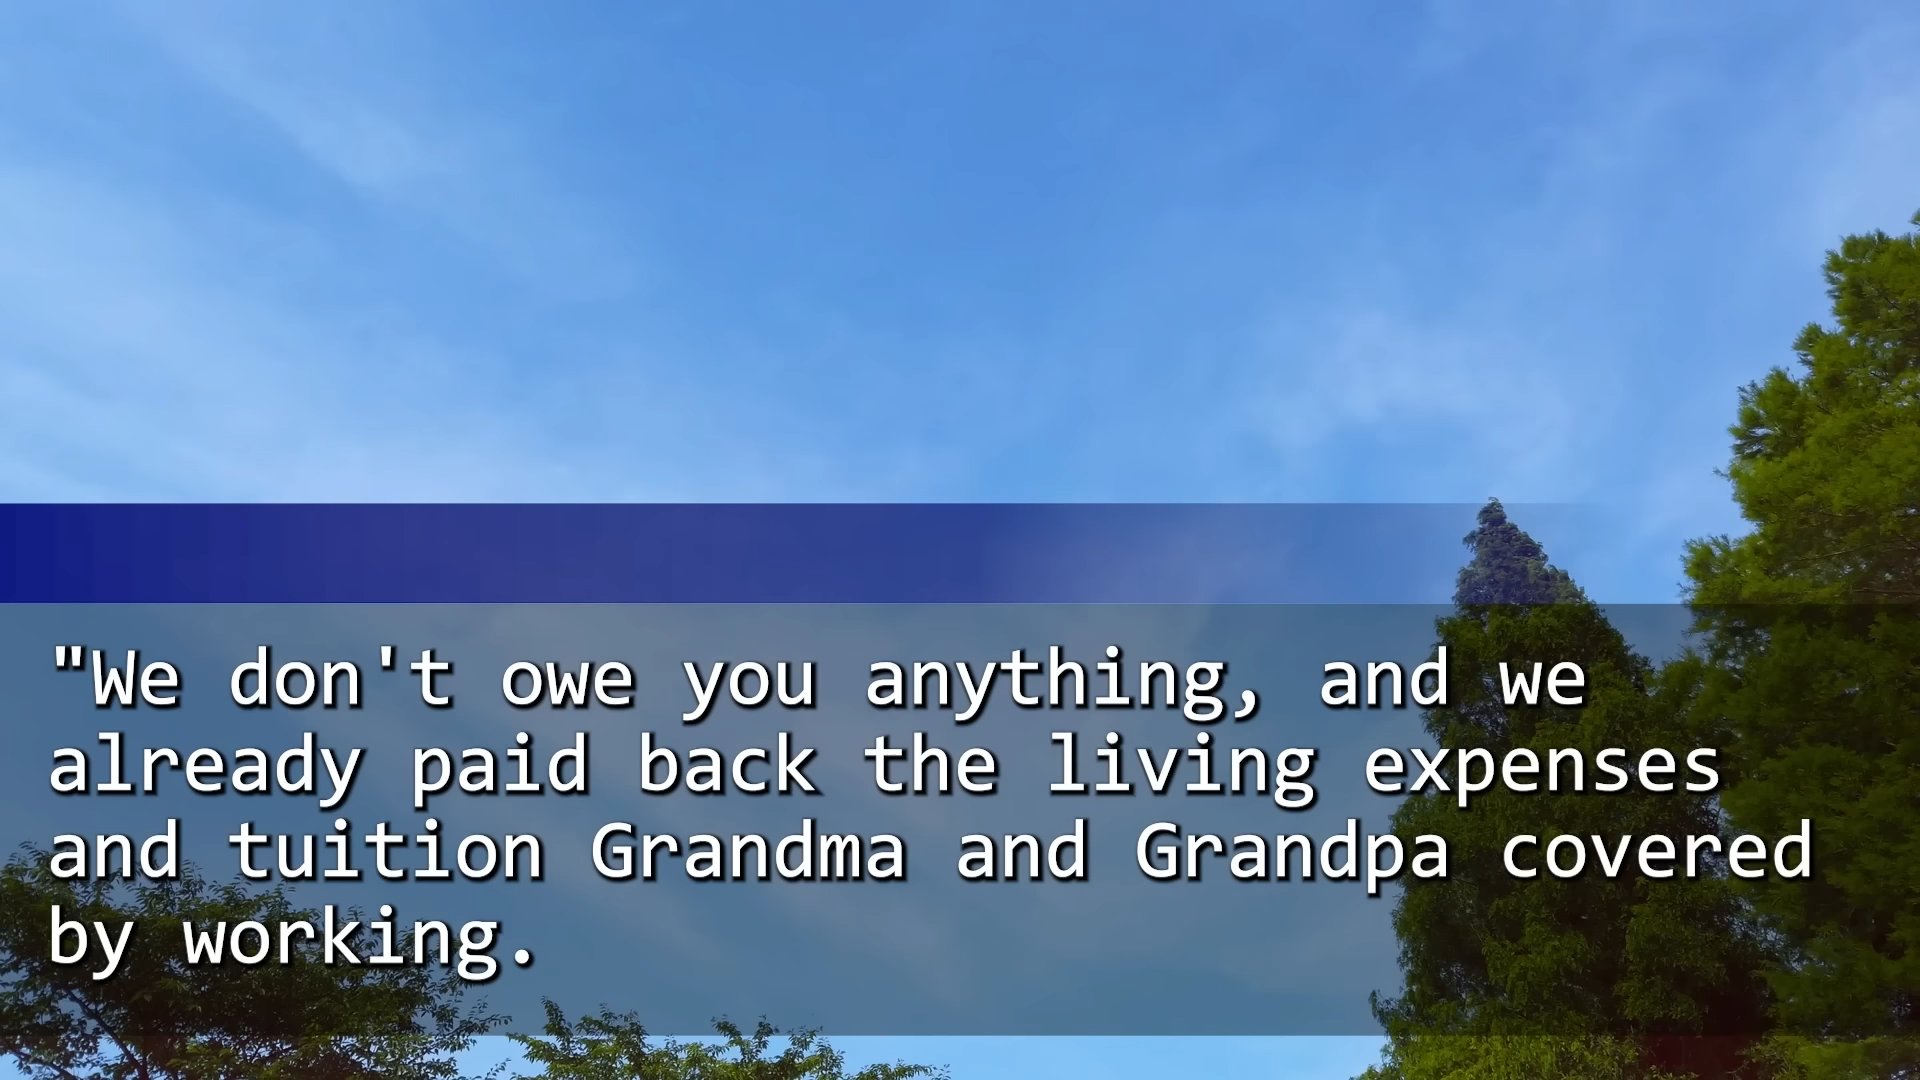 "We don't owe you anything, and we
already paid back the living expenses
and tuition Grandma and Grandpa covered
by working.